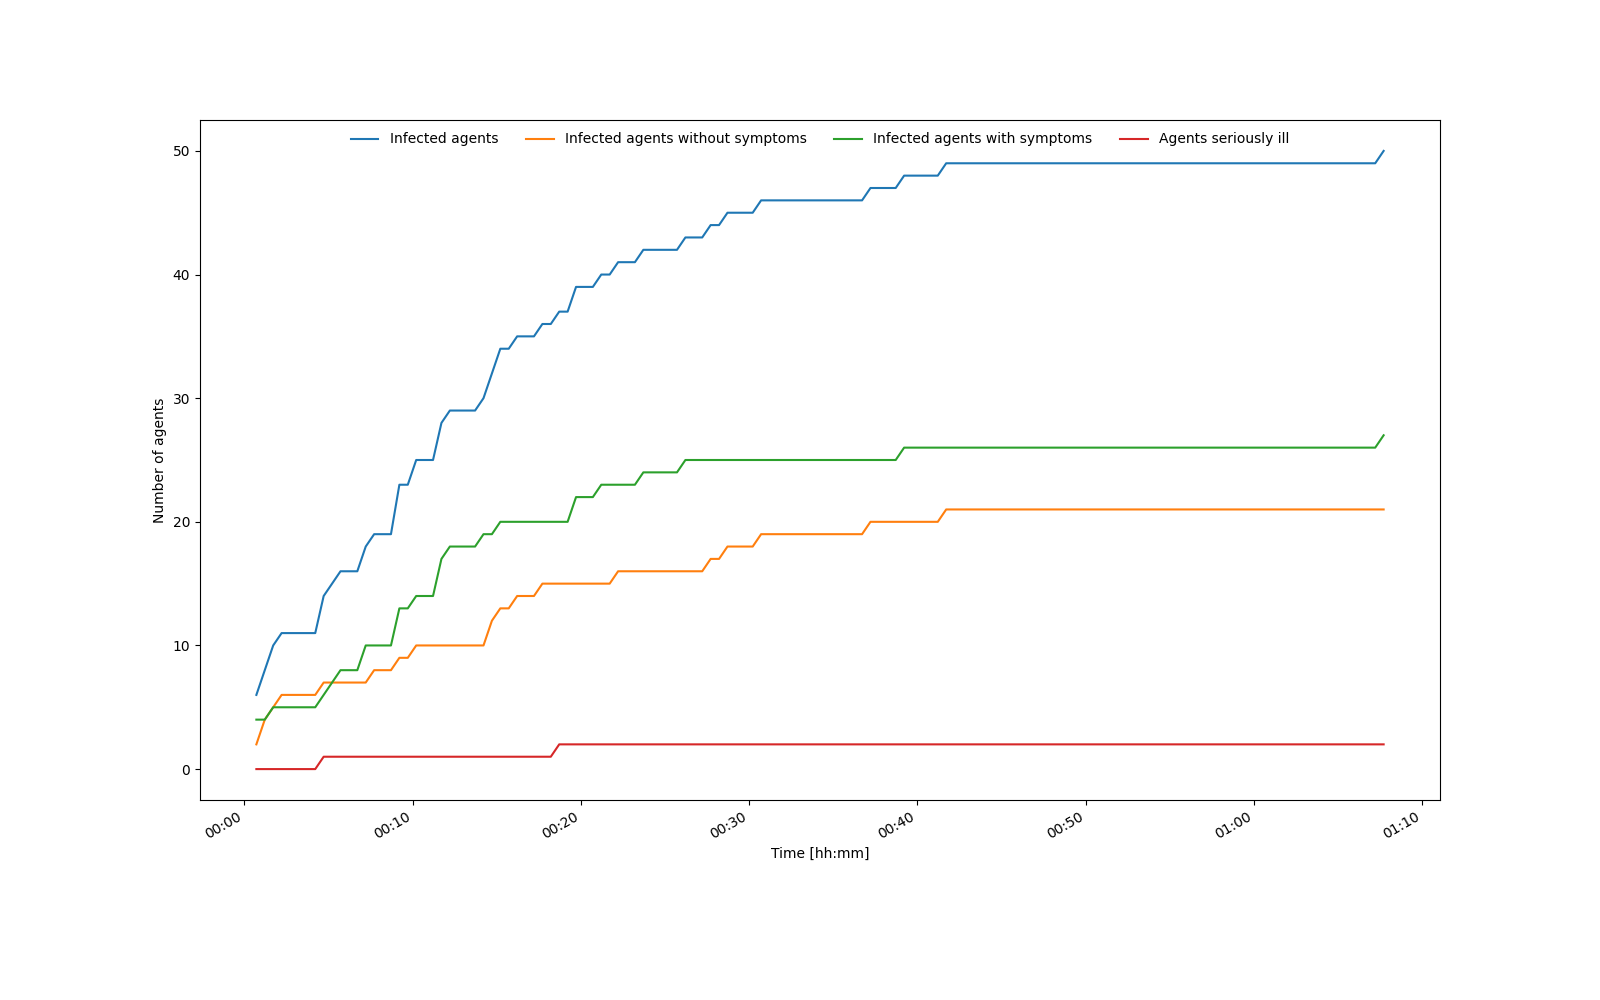 Infected agents Infected agents without symptoms Infected agents with symptoms Agents seriously ill
50
40
30
20
10
0
Number of agents
00:00 00:10 00:20 00:30 00:40 00:50 01:00 01:10
Time [hh:mm]